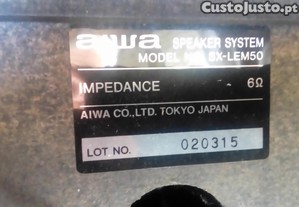 CustoJusto.pt
aiwa SPEAKER SYSTEM
MODEL NO. SX-LEM50
IMPEDANCE 6Ω
AIWA CO.,LTD. TOKYO JAPAN
LOT NO. 020315